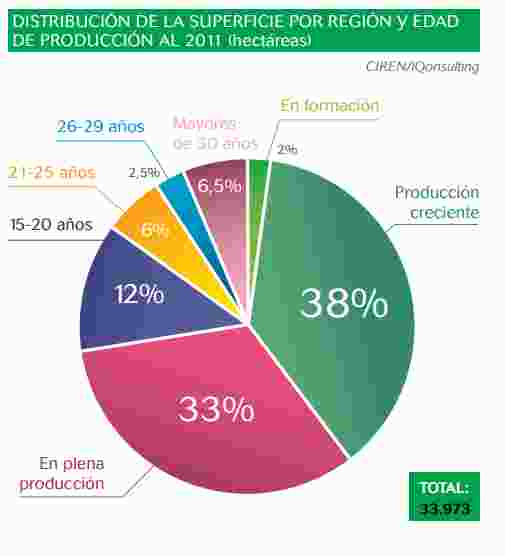 DISTRIBUCIÓN DE LA SUPERFICIE POR REGIÓN y EDAD
DE PRODUCCIÓN AL 2011 (hectáreas)
CIREN/IQonsulting
En formación
26-29 años
Mayores
de 30 años
2%
21-25 años
2,5%
6,5%
Producción
creciente
15-20 años
6%
12%
38%
33%
En plena
producción
TOTAL:
33.973